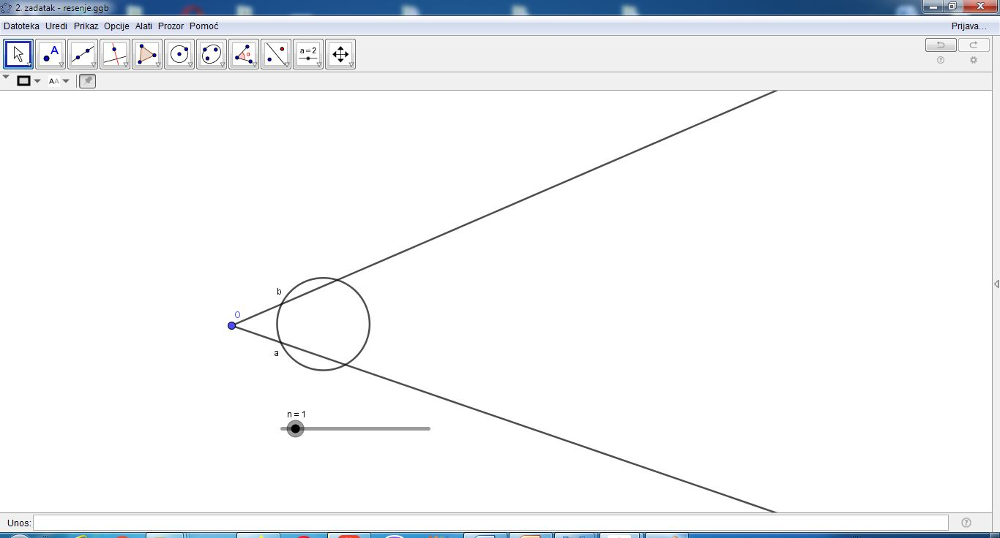 2. zadatak - resenje.ggb
Datoteka Uredi Prikaz Opcije Alati Prozor Pomoć Prijava...
A α a = 2
AA
b
O
a
n = 1
Unos: